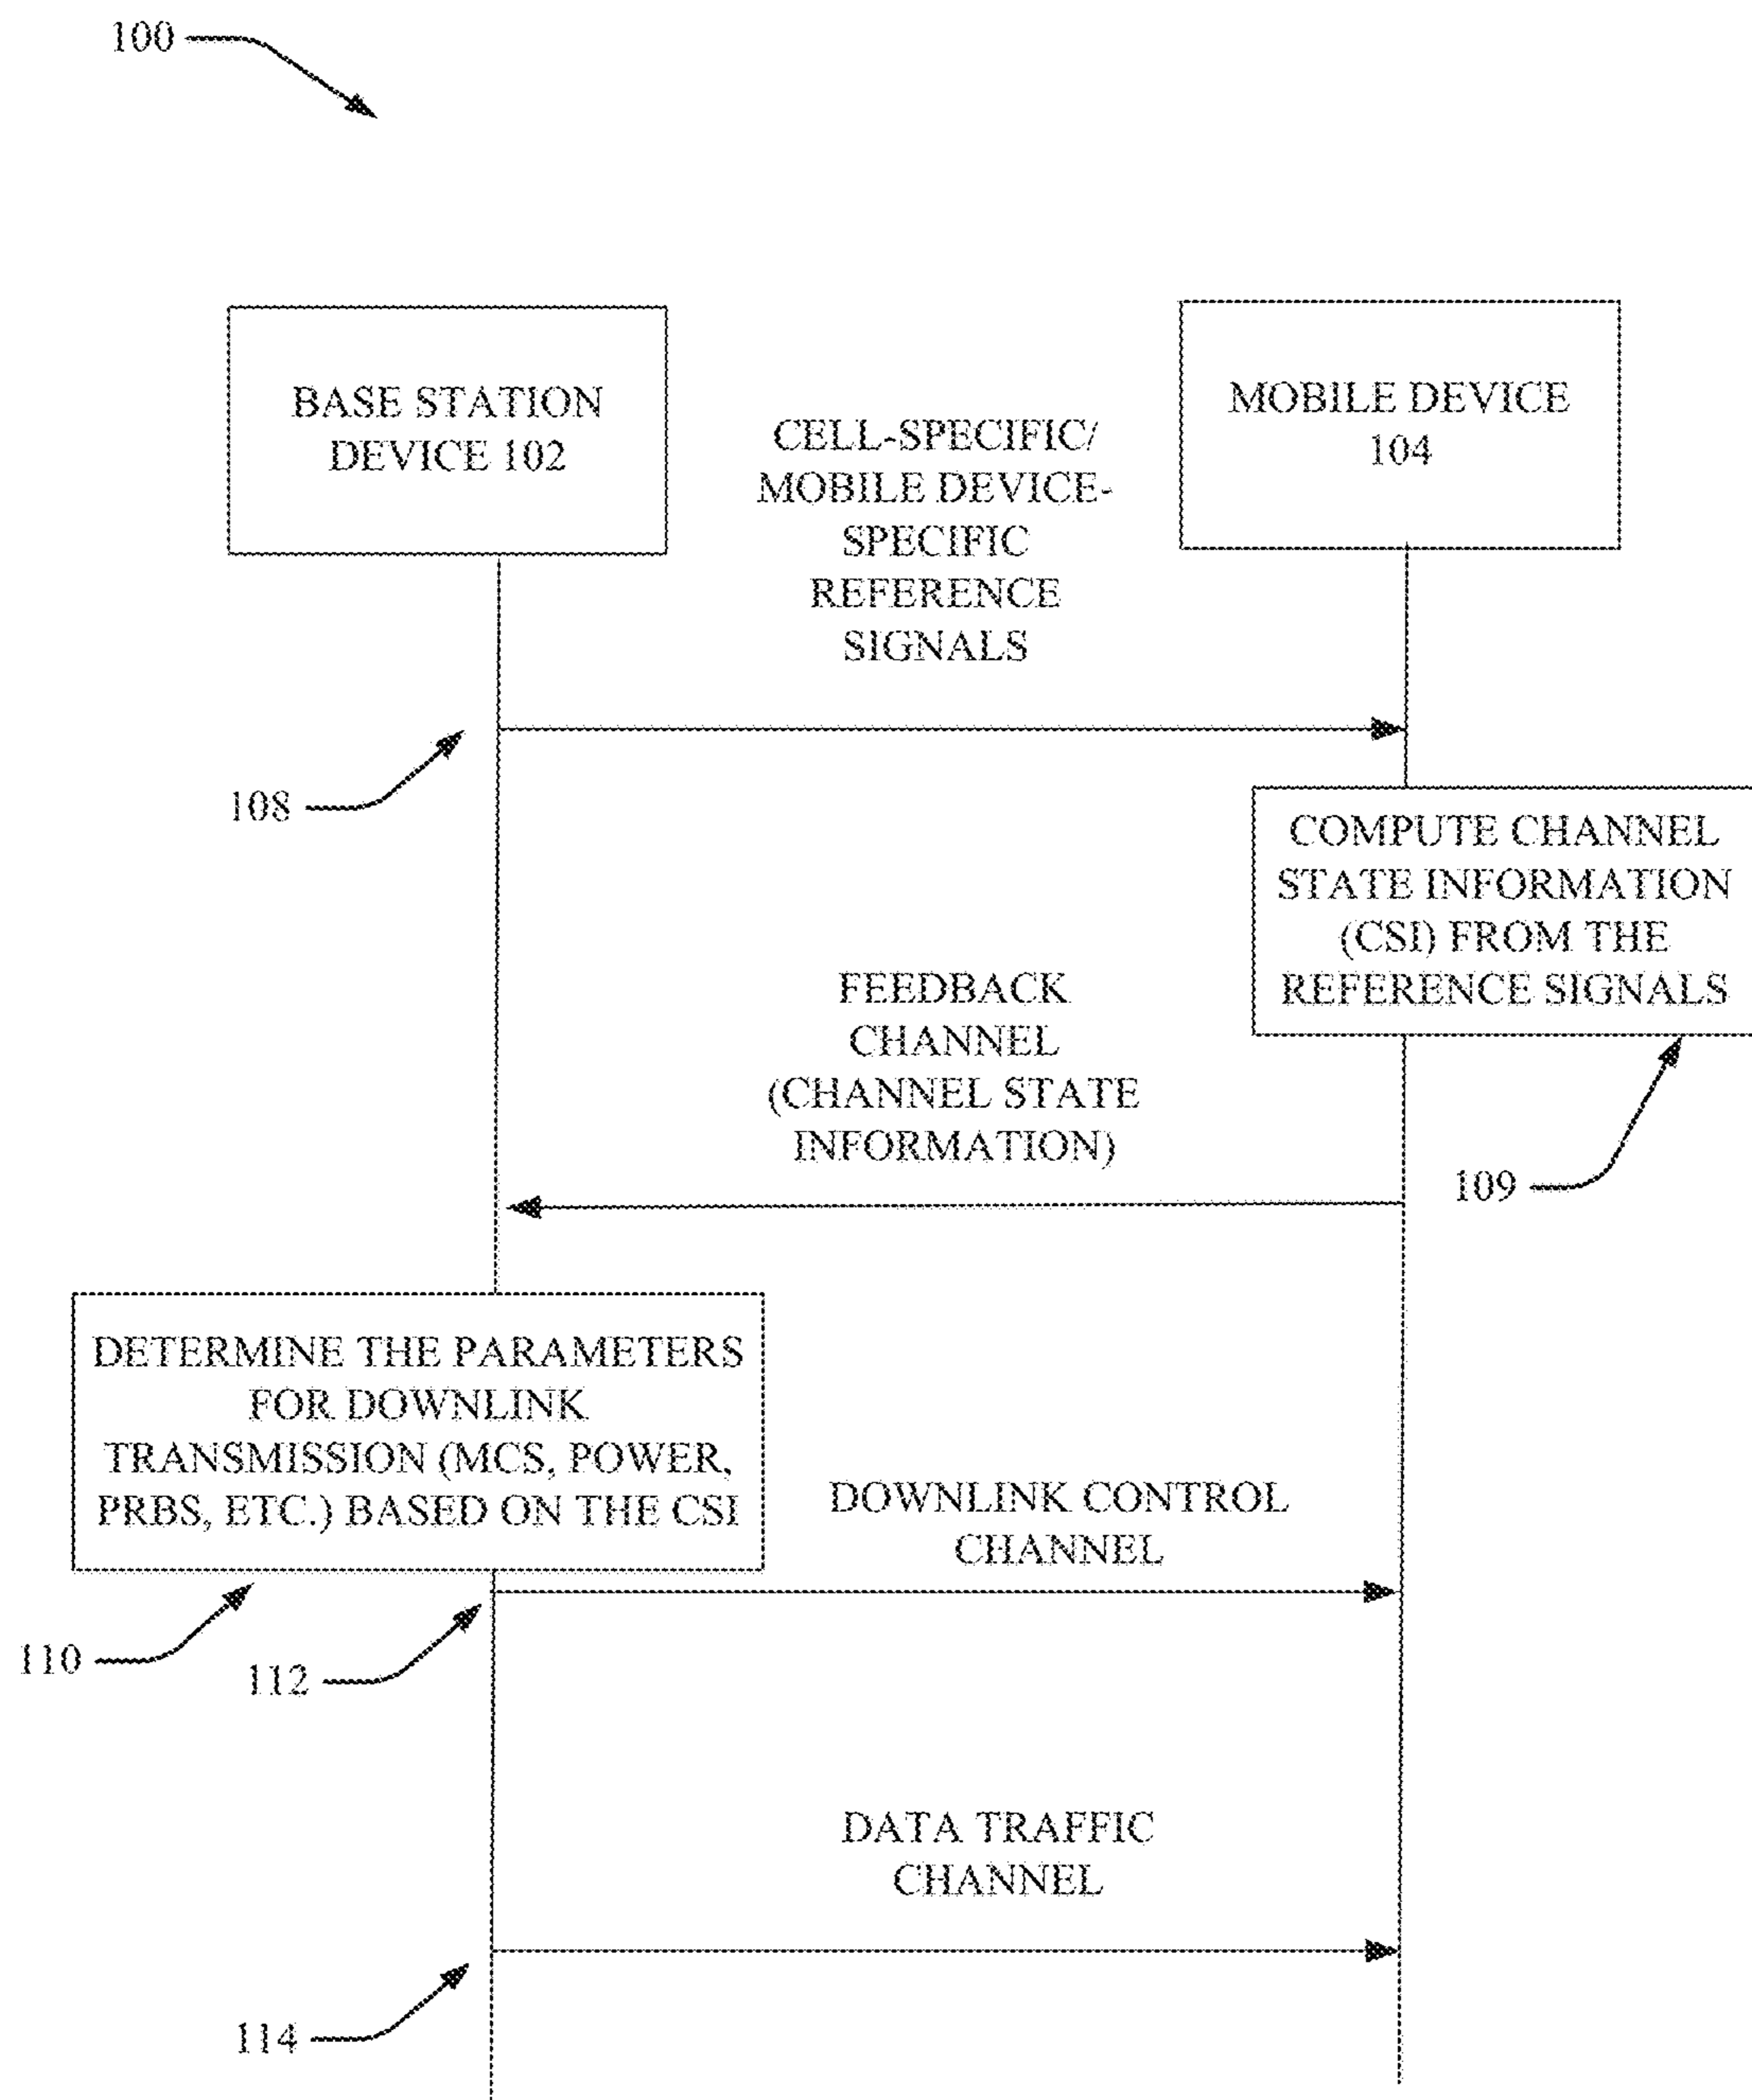 100
BASE STATION
DEVICE 102
MOBILE DEVICE
104
CELL-SPECIFIC/
MOBILE DEVICE-
SPECIFIC
REFERENCE
SIGNALS
108
COMPUTE CHANNEL
STATE INFORMATION
(CSI) FROM THE
REFERENCE SIGNALS
109
FEEDBACK
CHANNEL
(CHANNEL STATE
INFORMATION)
DETERMINE THE PARAMETERS
FOR DOWNLINK
TRANSMISSION (MCS, POWER,
PRBS, ETC.) BASED ON THE CSI
110
DOWNLINK CONTROL
CHANNEL
112
DATA TRAFFIC
CHANNEL
114